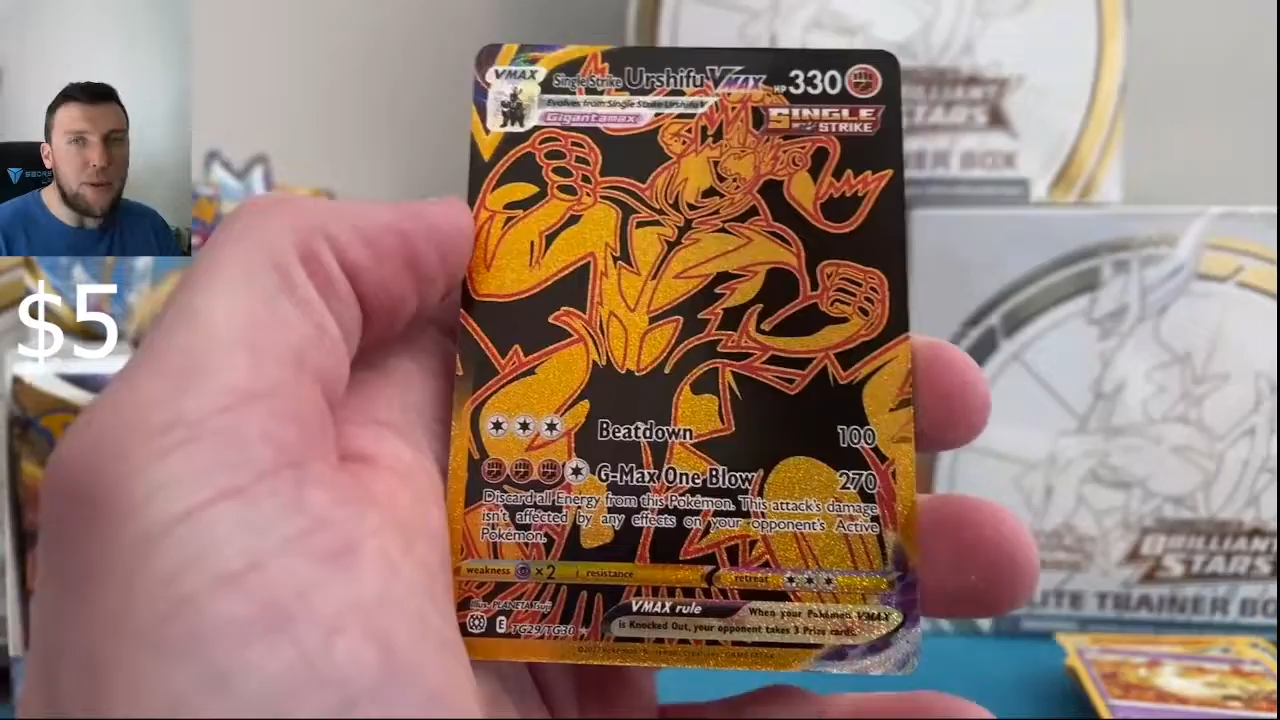 VMAX Single Strike Urshifu VMAX HP 330
Evolves from Single Strike Urshifu V
Gigantamax
SINGLE STRIKE
$5
Beatdown 100
G-Max One Blow 270
Discard all Energy from this Pokémon. This attack's damage
isn't affected by any effects on your opponent's Active
Pokémon.
weakness ×2 resistance retreat
Illus. PLANETA Tsuji
VMAX rule When your Pokémon VMAX
is Knocked Out, your opponent takes 3 Prize cards.
E TG29/TG30
BRILLIANT
STARS
INER BOX
BRILLIANT
STARS
LITE TRAINER BO